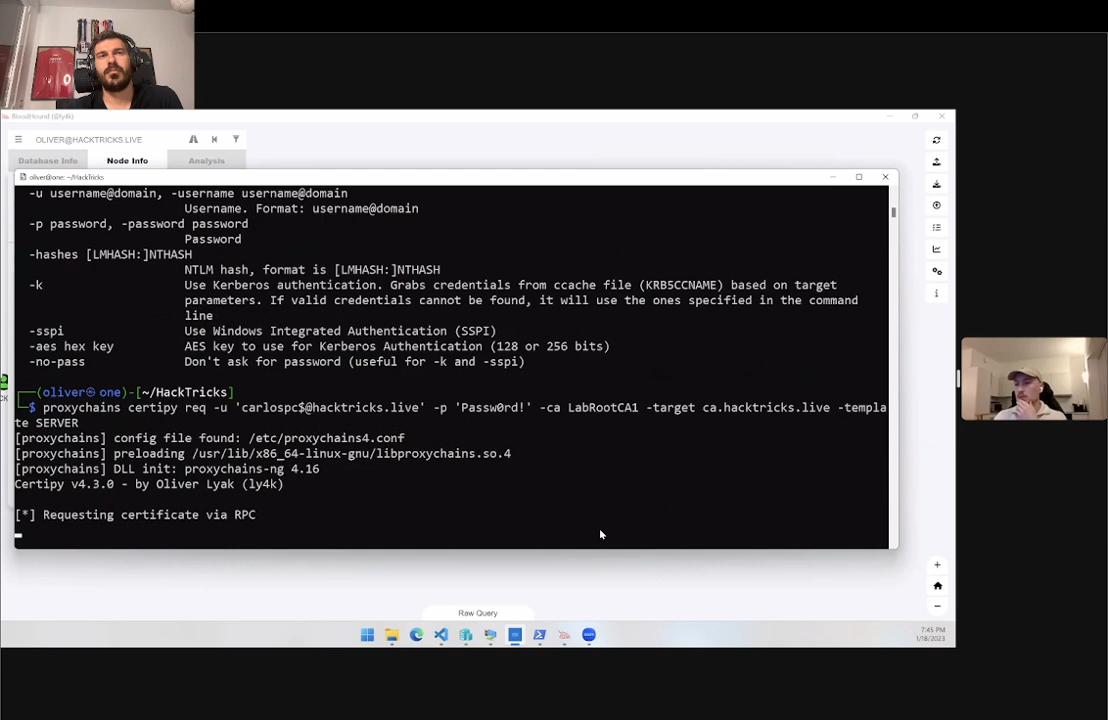 BloodHound (@ly4k)
OLIVER@HACKTRICKS.LIVE
Database Info Node Info Analysis
oliver@one: ~/HackTricks
-u username@domain, -username username@domain
Username. Format: username@domain
-p password, -password password
Password
-hashes [LMHASH:]NTHASH
NTLM hash, format is [LMHASH:]NTHASH
-k Use Kerberos authentication. Grabs credentials from ccache file (KRB5CCNAME) based on target
parameters. If valid credentials cannot be found, it will use the ones specified in the command
line
-sspi Use Windows Integrated Authentication (SSPI)
-aes hex key AES key to use for Kerberos Authentication (128 or 256 bits)
-no-pass Don't ask for password (useful for -k and -sspi)
┌──(oliver㉿one)-[~/HackTricks]
└─$ proxychains certipy req -u 'carlospc$@hacktricks.live' -p 'Passw0rd!' -ca LabRootCA1 -target ca.hacktricks.live -templa
te SERVER
[proxychains] config file found: /etc/proxychains4.conf
[proxychains] preloading /usr/lib/x86_64-linux-gnu/libproxychains.so.4
[proxychains] DLL init: proxychains-ng 4.16
Certipy v4.3.0 - by Oliver Lyak (ly4k)
[*] Requesting certificate via RPC
Raw Query
7:45 PM
1/18/2023